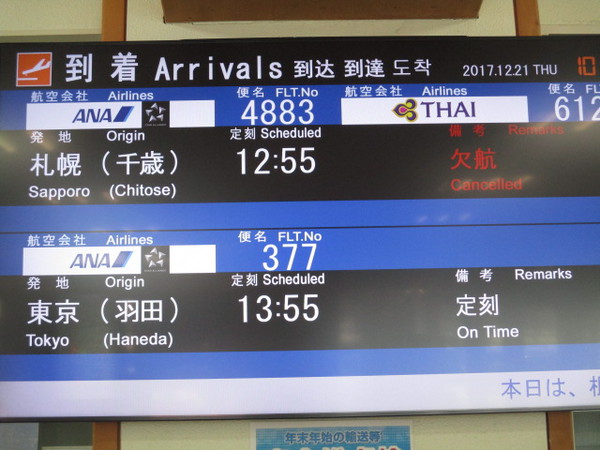 到着 Arrivals 到达 到達 도착 2017.12.21 THU 10
航空会社 Airlines 便名 FLT.No 航空会社 Airlines
ANA 4883 THAI 612
発地 Origin 定刻 Scheduled 備考 Remarks
札幌（千歳） 12:55 欠航
Sapporo (Chitose) Cancelled
航空会社 Airlines 便名 FLT.No
ANA 377
発地 Origin 定刻 Scheduled 備考 Remarks
東京（羽田） 13:55 定刻
Tokyo (Haneda) On Time
本日は、
年末年始の輸送等